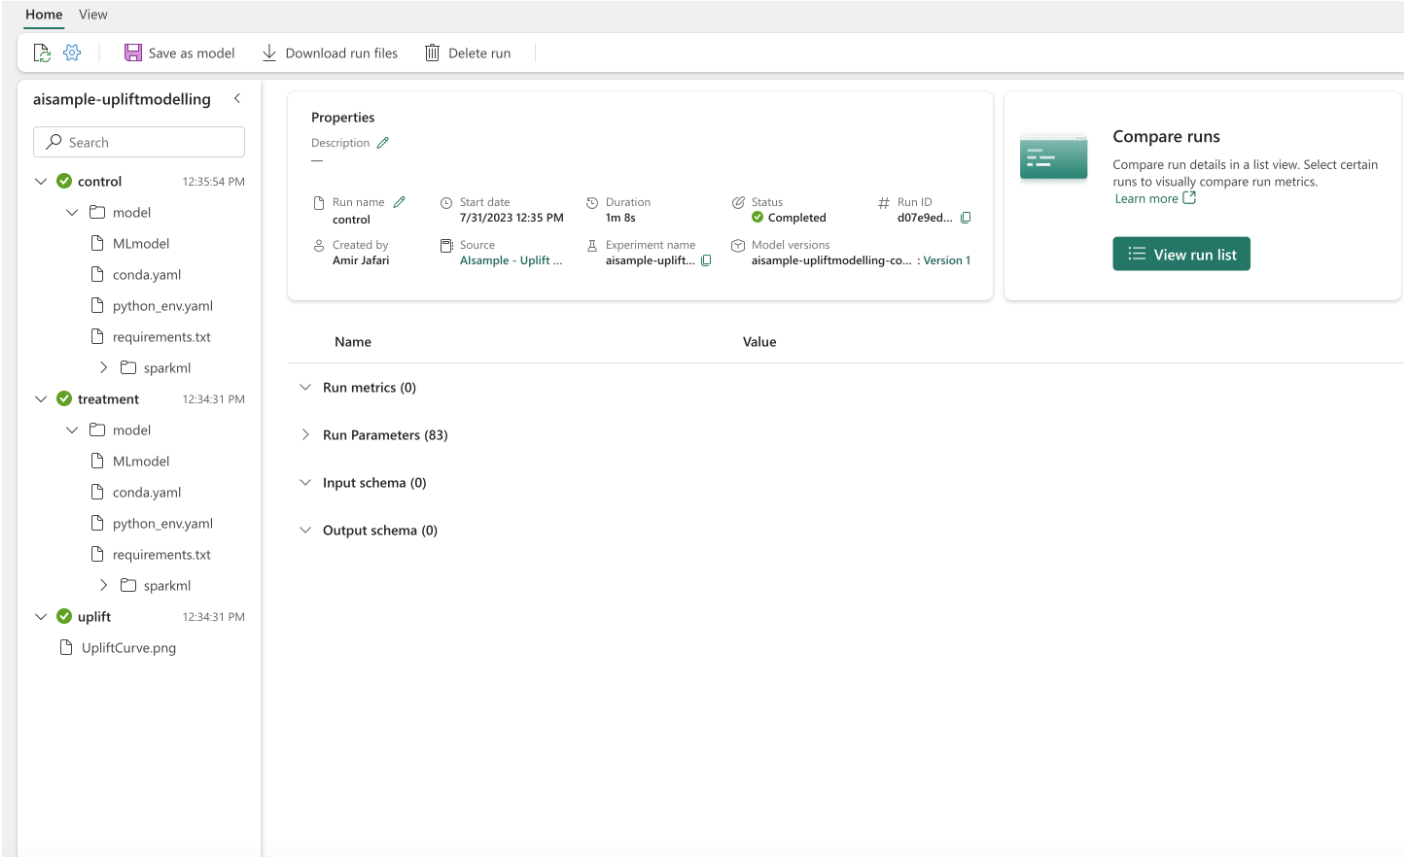 Home View
Save as model Download run files Delete run
aisample-upliftmodelling
Search
control 12:35:54 PM
model
MLmodel
conda.yaml
python_env.yaml
requirements.txt
sparkml
treatment 12:34:31 PM
model
MLmodel
conda.yaml
python_env.yaml
requirements.txt
sparkml
uplift 12:34:31 PM
UpliftCurve.png
Properties
Description
—
Run name Start date Duration Status # Run ID
control 7/31/2023 12:35 PM 1m 8s Completed d07e9ed...
Created by Source Experiment name Model versions
Amir Jafari AIsample - Uplift ... aisample-uplift... aisample-upliftmodelling-co... : Version 1
Compare runs
Compare run details in a list view. Select certain
runs to visually compare run metrics.
Learn more
View run list
Name Value
Run metrics (0)
Run Parameters (83)
Input schema (0)
Output schema (0)